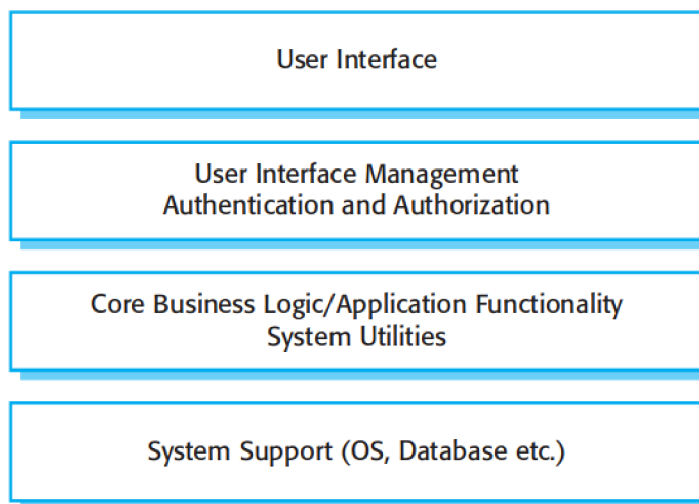 User Interface
User Interface Management
Authentication and Authorization
Core Business Logic/Application Functionality
System Utilities
System Support (OS, Database etc.)